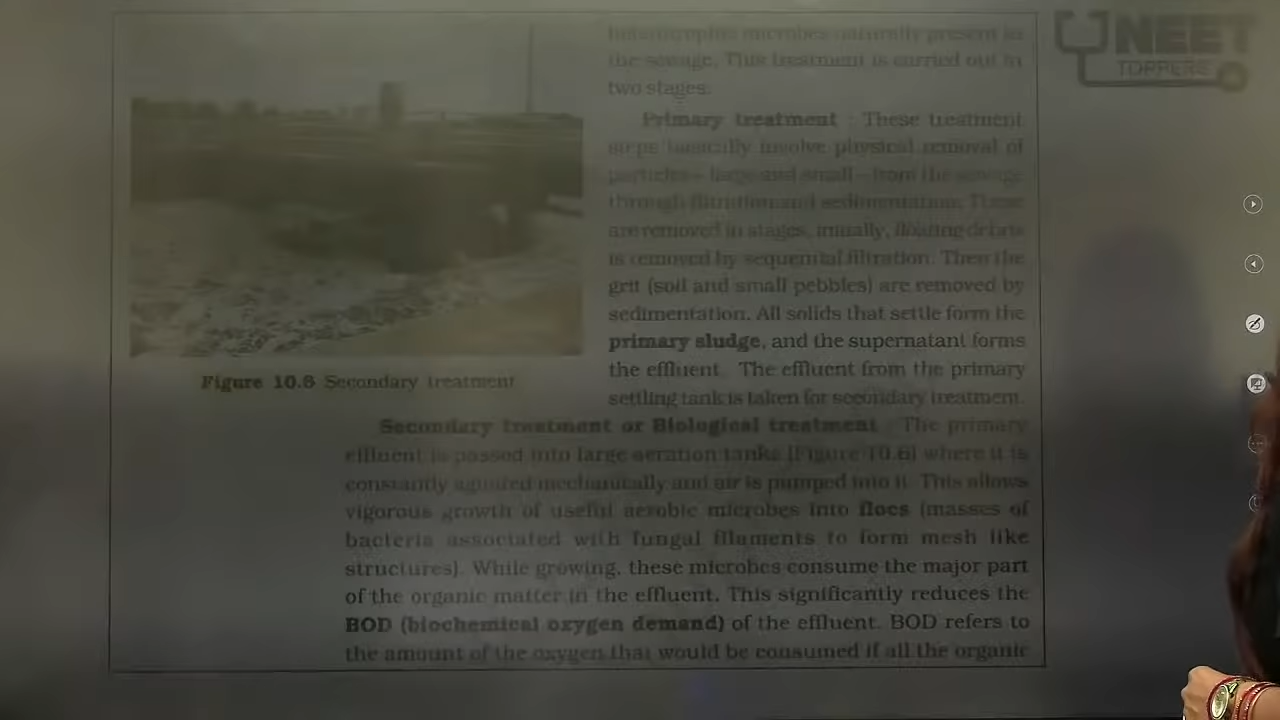 NEET
TOPPERS
heterotrophic microbes naturally present in
the sewage. This treatment is carried out in
two stages:
Primary treatment : These treatment
steps basically involve physical removal of
particles – large and small – from the sewage
through filtration and sedimentation. These
are removed in stages; initially, floating debris
is removed by sequential filtration. Then the
grit (soil and small pebbles) are removed by
sedimentation. All solids that settle form the
primary sludge, and the supernatant forms
the effluent. The effluent from the primary
settling tank is taken for secondary treatment.
Figure 10.6 Secondary treatment
Secondary treatment or Biological treatment : The primary
effluent is passed into large aeration tanks (Figure 10.6) where it is
constantly agitated mechanically and air is pumped into it. This allows
vigorous growth of useful aerobic microbes into flocs (masses of
bacteria associated with fungal filaments to form mesh like
structures). While growing, these microbes consume the major part
of the organic matter in the effluent. This significantly reduces the
BOD (biochemical oxygen demand) of the effluent. BOD refers to
the amount of the oxygen that would be consumed if all the organic